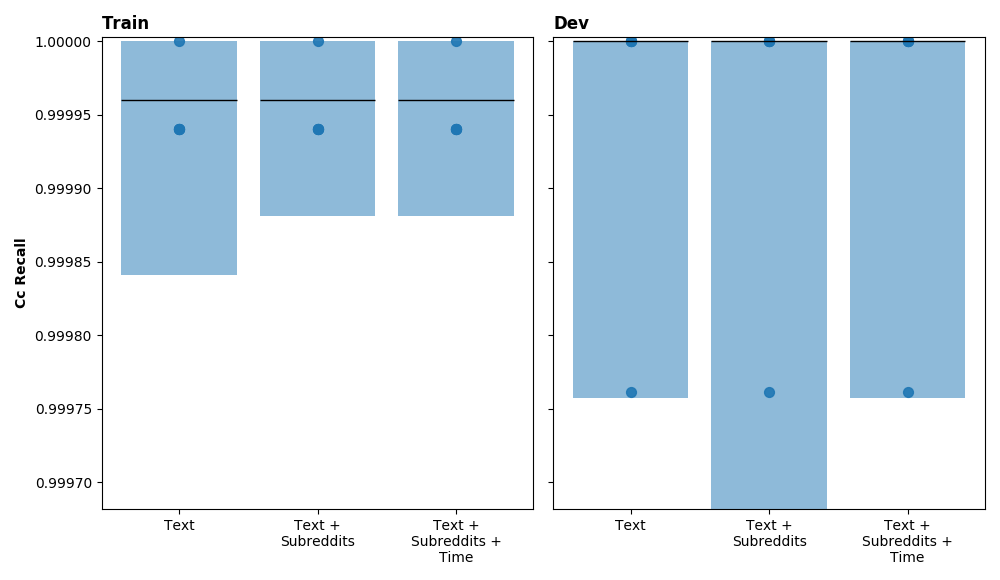 Train
Dev
Cc Recall
1.00000
0.99995
0.99990
0.99985
0.99980
0.99975
0.99970
Text
Text +
Subreddits
Text +
Subreddits +
Time
Text
Text +
Subreddits
Text +
Subreddits +
Time